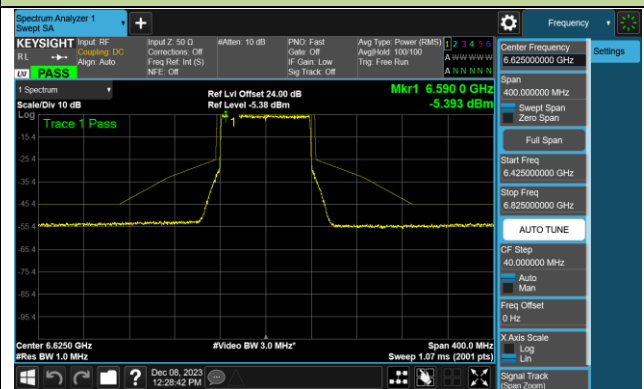 Spectrum Analyzer 1
Swept SA
+
Frequency
KEYSIGHT
Input: RF
Coupling: DC
Align: Auto
Input Z: 50 Ω
Corrections: Off
Freq Ref: Int (S)
NFE: Off
#Atten: 10 dB
PNO: Fast
Gate: Off
IF Gain: Low
Sig Track: Off
Avg Type: Power (RMS)
Avg|Hold: 100/100
Trig: Free Run
1 2 3 4 5 6
A W W W W W
A N N N N N
RL
LXI
PASS
1 Spectrum
Scale/Div 10 dB
Ref Lvl Offset 24.00 dB
Ref Level -5.38 dBm
Mkr1 6.590 0 GHz
-5.393 dBm
Log
Trace 1 Pass
1
-15.4
-25.4
-35.4
-45.4
-55.4
-65.4
-75.4
-85.4
-95.4
Center 6.6250 GHz
#Video BW 3.0 MHz*
Span 400.0 MHz
#Res BW 1.0 MHz
Sweep 1.07 ms (2001 pts)
Dec 08, 2023
12:28:42 PM
?
Center Frequency
6.625000000 GHz
Settings
Span
400.000000 MHz
Swept Span
Zero Span
Full Span
Start Freq
6.425000000 GHz
Stop Freq
6.825000000 GHz
AUTO TUNE
CF Step
40.000000 MHz
Auto
Man
Freq Offset
0 Hz
X Axis Scale
Log
Lin
Signal Track
(Span Zoom)